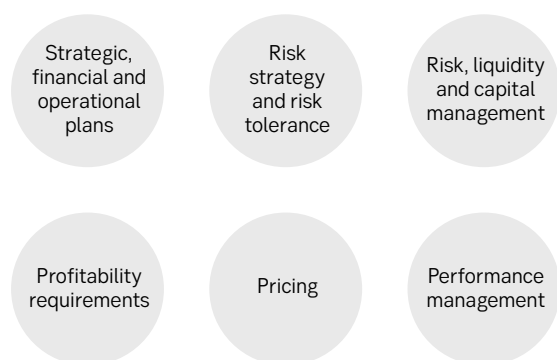 Strategic,
financial and
operational
plans
Risk
strategy
and risk
tolerance
Risk, liquidity
and capital
management
Profitability
requirements
Pricing
Performance
management